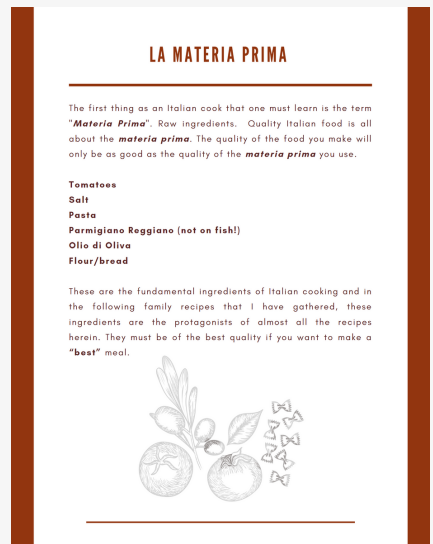 LA MATERIA PRIMA
The first thing as an Italian cook that one must learn is the term
"Materia Prima". Raw ingredients. Quality Italian food is all
about the materia prima. The quality of the food you make will
only be as good as the quality of the materia prima you use.
Tomatoes
Salt
Pasta
Parmigiano Reggiano (not on fish!)
Olio di Oliva
Flour/bread
These are the fundamental ingredients of Italian cooking and in
the following family recipes that I have gathered, these
ingredients are the protagonists of almost all the recipes
herein. They must be of the best quality if you want to make a
“best” meal.